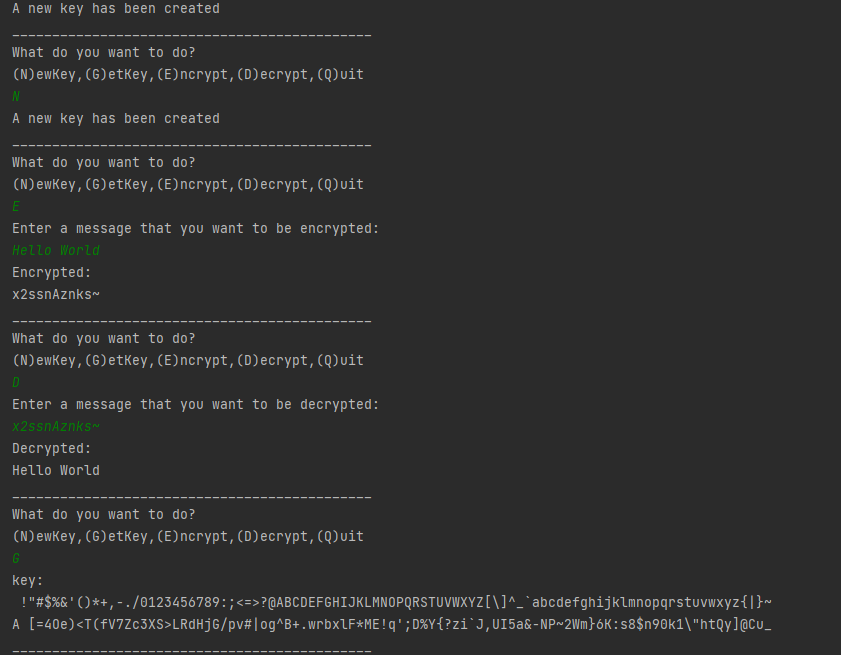 A new key has been created
_____________________________________________
What do you want to do?
(N)ewKey,(G)etKey,(E)ncrypt,(D)ecrypt,(Q)uit
N
A new key has been created
_____________________________________________
What do you want to do?
(N)ewKey,(G)etKey,(E)ncrypt,(D)ecrypt,(Q)uit
E
Enter a message that you want to be encrypted:
Hello World
Encrypted:
x2ssnAznks~
_____________________________________________
What do you want to do?
(N)ewKey,(G)etKey,(E)ncrypt,(D)ecrypt,(Q)uit
D
Enter a message that you want to be decrypted:
x2ssnAznks~
Decrypted:
Hello World
_____________________________________________
What do you want to do?
(N)ewKey,(G)etKey,(E)ncrypt,(D)ecrypt,(Q)uit
G
key:
 !"#$%&'()*+,-./0123456789:;<=>?@ABCDEFGHIJKLMNOPQRSTUVWXYZ[\]^_`abcdefghijklmnopqrstuvwxyz{|}~
A [=4Oe)<T(fV7Zc3XS>LRdHjG/pv#|og^B+.wrbxlF*ME!q';D%Y{?zi`J,UI5a&-NP~2Wm}6K:s8$n90k1\"htQy]@Cu_
_____________________________________________